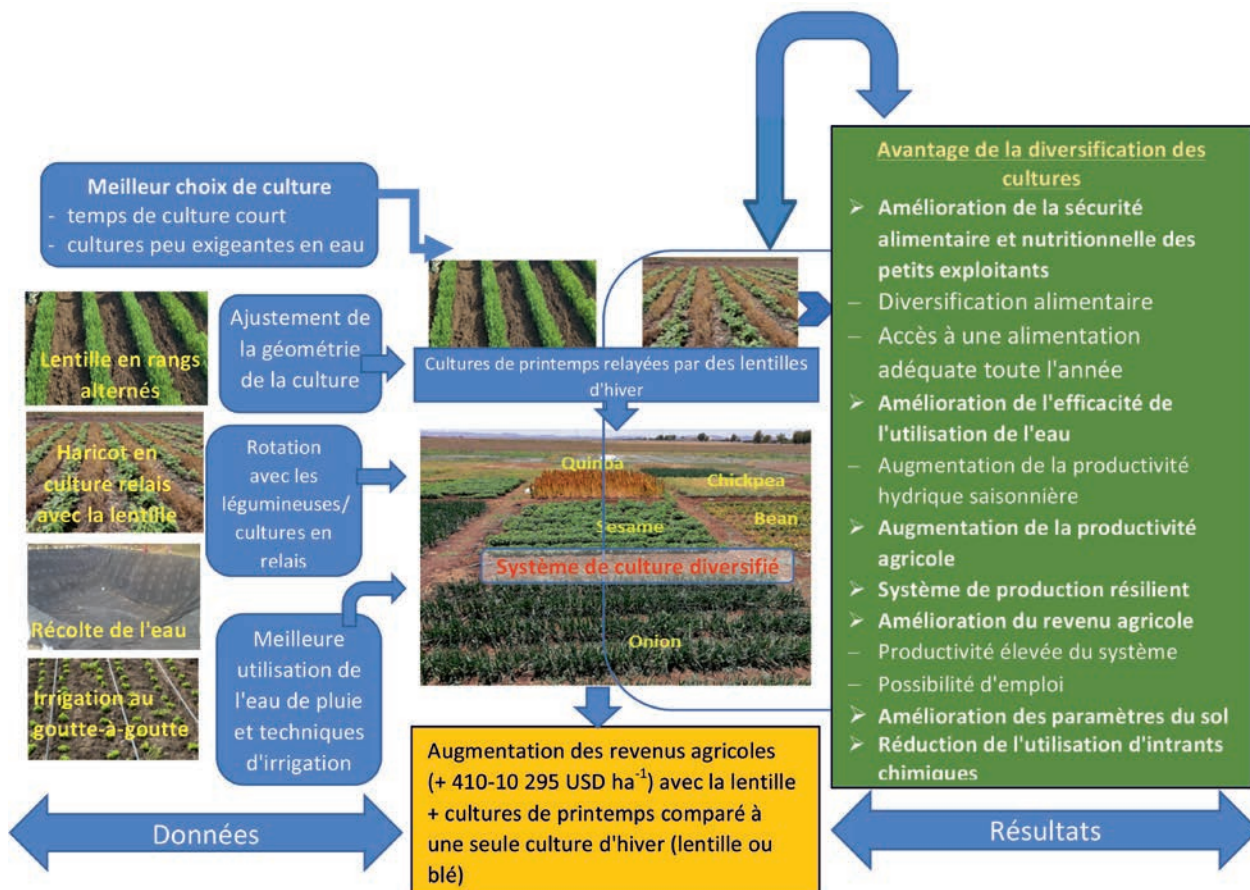 Meilleur choix de culture
- temps de culture court
- cultures peu exigeantes en eau
Lentille en rangs
alternés
Haricot en
culture relais
avec la lentille
Récolte de l'eau
Irrigation au
goutte-à-goutte
Ajustement de
la géométrie
de la culture
Rotation
avec les
légumineuses/
cultures en
relais
Meilleure
utilisation de
l'eau de pluie
et techniques
d'irrigation
Données
Cultures de printemps relayées par des lentilles
d'hiver
Quinoa
Chickpea
Bean
Sesame
Système de culture diversifié
Onion
Augmentation des revenus agricoles
(+ 410-10 295 USD ha⁻¹) avec la lentille
+ cultures de printemps comparé à
une seule culture d'hiver (lentille ou
blé)
Avantage de la diversification des
cultures
➢ Amélioration de la sécurité
alimentaire et nutritionnelle des
petits exploitants
– Diversification alimentaire
– Accès à une alimentation
adéquate toute l'année
➢ Amélioration de l'efficacité de
l'utilisation de l'eau
– Augmentation de la productivité
hydrique saisonnière
➢ Augmentation de la productivité
agricole
➢ Système de production résilient
➢ Amélioration du revenu agricole
– Productivité élevée du système
– Possibilité d'emploi
➢ Amélioration des paramètres du sol
➢ Réduction de l'utilisation d'intrants
chimiques
Résultats